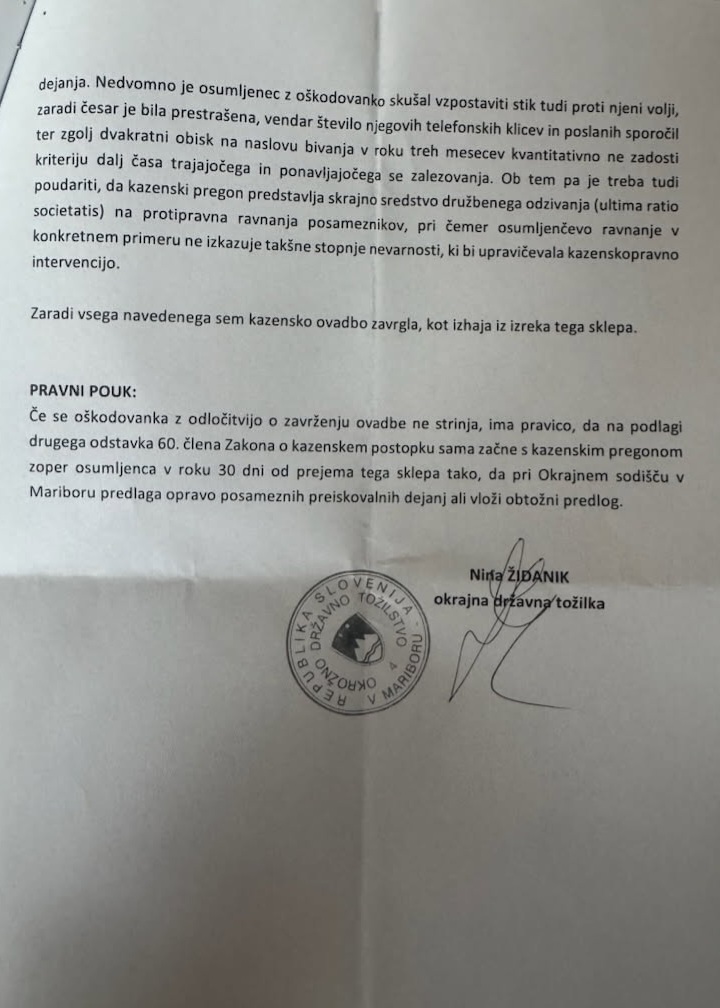 dejanja. Nedvomno je osumljenec z oškodovanko skušal vzpostaviti stik tudi proti njeni volji,
zaradi česar je bila prestrašena, vendar število njegovih telefonskih klicev in poslanih sporočil
ter zgolj dvakratni obisk na naslovu bivanja v roku treh mesecev kvantitativno ne zadosti
kriteriju dalj časa trajajočega in ponavljajočega se zalezovanja. Ob tem pa je treba tudi
poudariti, da kazenski pregon predstavlja skrajno sredstvo družbenega odzivanja (ultima ratio
societatis) na protipravna ravnanja posameznikov, pri čemer osumljenčevo ravnanje v
konkretnem primeru ne izkazuje takšne stopnje nevarnosti, ki bi upravičevala kazenskopravno
intervencijo.
Zaradi vsega navedenega sem kazensko ovadbo zavrgla, kot izhaja iz izreka tega sklepa.
PRAVNI POUK:
Če se oškodovanka z odločitvijo o zavrženju ovadbe ne strinja, ima pravico, da na podlagi
drugega odstavka 60. člena Zakona o kazenskem postopku sama začne s kazenskim pregonom
zoper osumljenca v roku 30 dni od prejema tega sklepa tako, da pri Okrajnem sodišču v
Mariboru predlaga opravo posameznih preiskovalnih dejanj ali vloži obtožni predlog.
Nina ŽIDANIK
okrajna državna tožilka
REPUBLIKA SLOVENIJA
OKROŽNO DRŽAVNO TOŽILSTVO
V MARIBORU
4